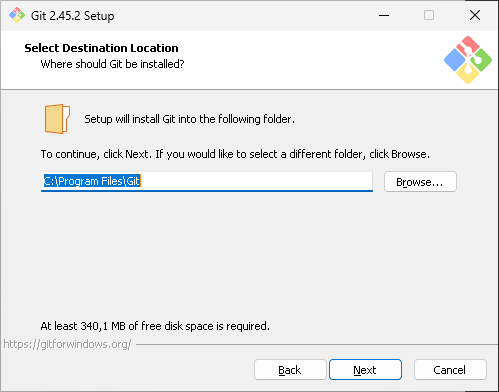 Git 2.45.2 Setup
Select Destination Location
Where should Git be installed?
Setup will install Git into the following folder.
To continue, click Next. If you would like to select a different folder, click Browse.
C:\Program Files\Git
Browse...
At least 340,1 MB of free disk space is required.
https://gitforwindows.org/
Back
Next
Cancel